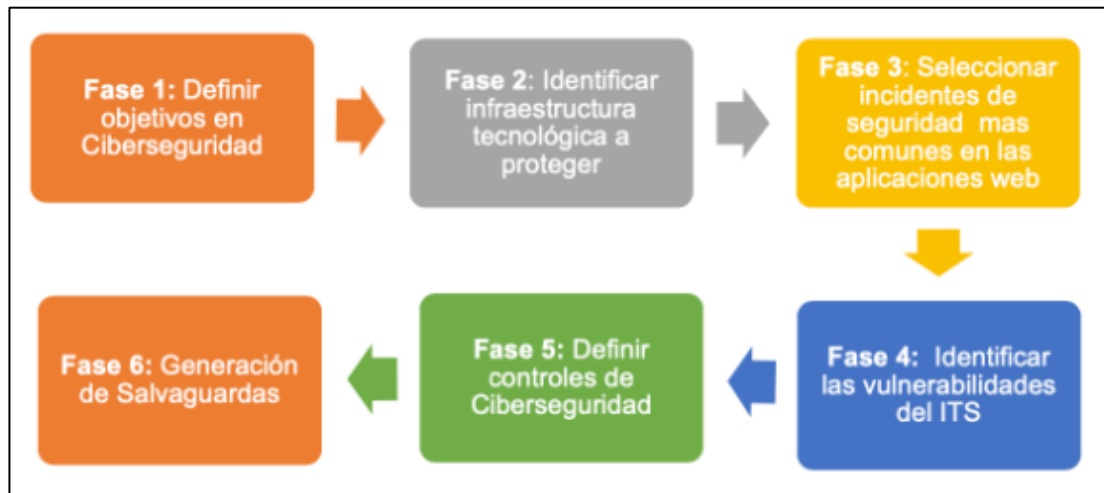 Fase 1: Definir
objetivos en
Ciberseguridad
Fase 2: Identificar
infraestructura
tecnológica a
proteger
Fase 3: Seleccionar
incidentes de
seguridad mas
comunes en las
aplicaciones web
Fase 4: Identificar
las vulnerabilidades
del ITS
Fase 5: Definir
controles de
Ciberseguridad
Fase 6: Generación
de Salvaguardas